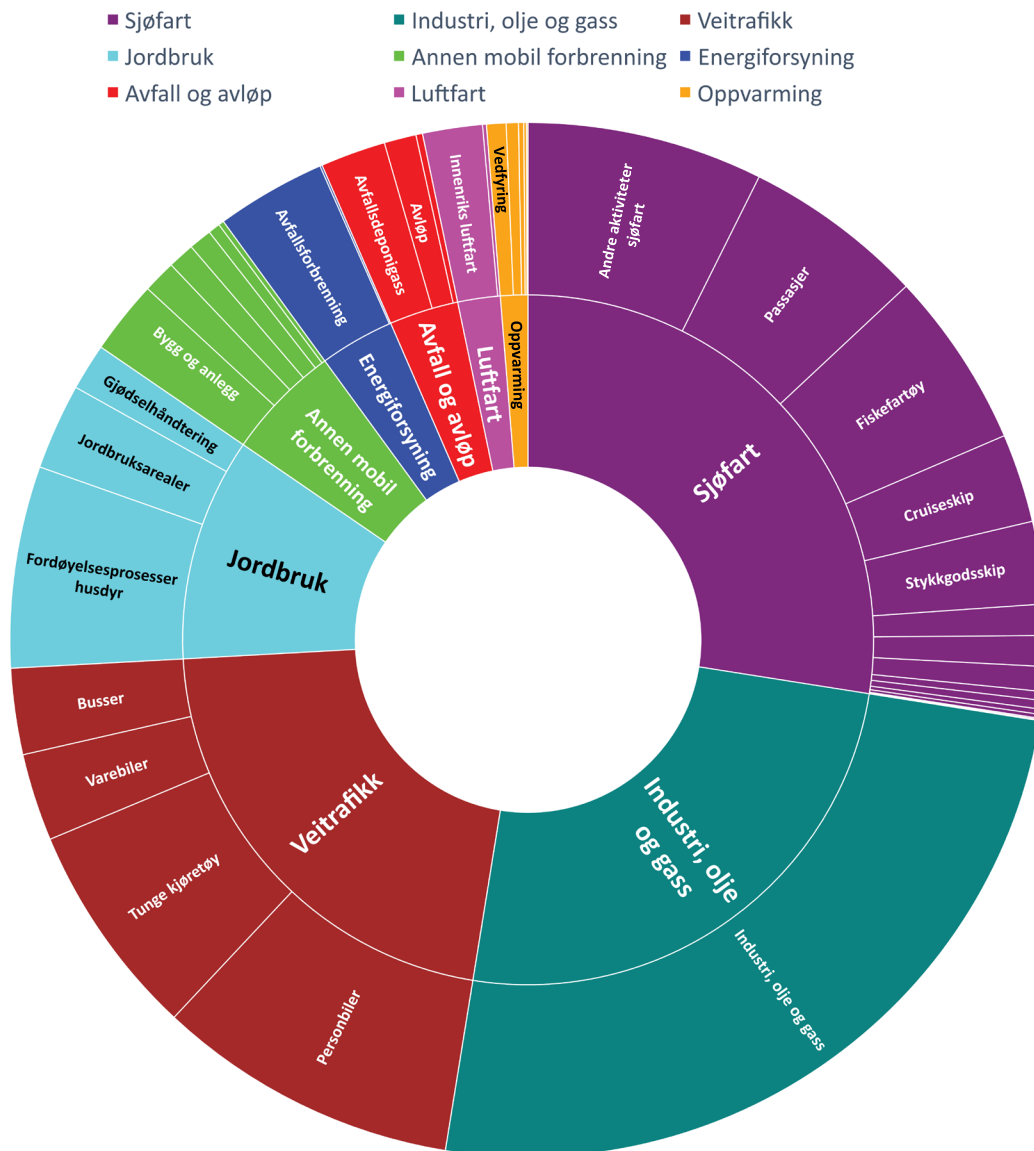 Sjøfart
Industri, olje og gass
Veitrafikk
Jordbruk
Annen mobil forbrenning
Energiforsyning
Avfall og avløp
Luftfart
Oppvarming
Andre aktiviteter
sjøfart
Passasjer
Fiskefartøy
Cruiseskip
Stykkgodsskip
Sjøfart
Industri, olje
og gass
Industri, olje og gass
Veitrafikk
Personbiler
Tunge kjøretøy
Varebiler
Busser
Jordbruk
Fordøyelsesprosesser
husdyr
Jordbruksarealer
Gjødselhåndtering
Annen mobil
forbrenning
Bygg og anlegg
Energiforsyning
Avfallsforbrenning
Avfall og avløp
Avfallsdeponigass
Avløp
Luftfart
Innenriks luftfart
Oppvarming
Vedfyring